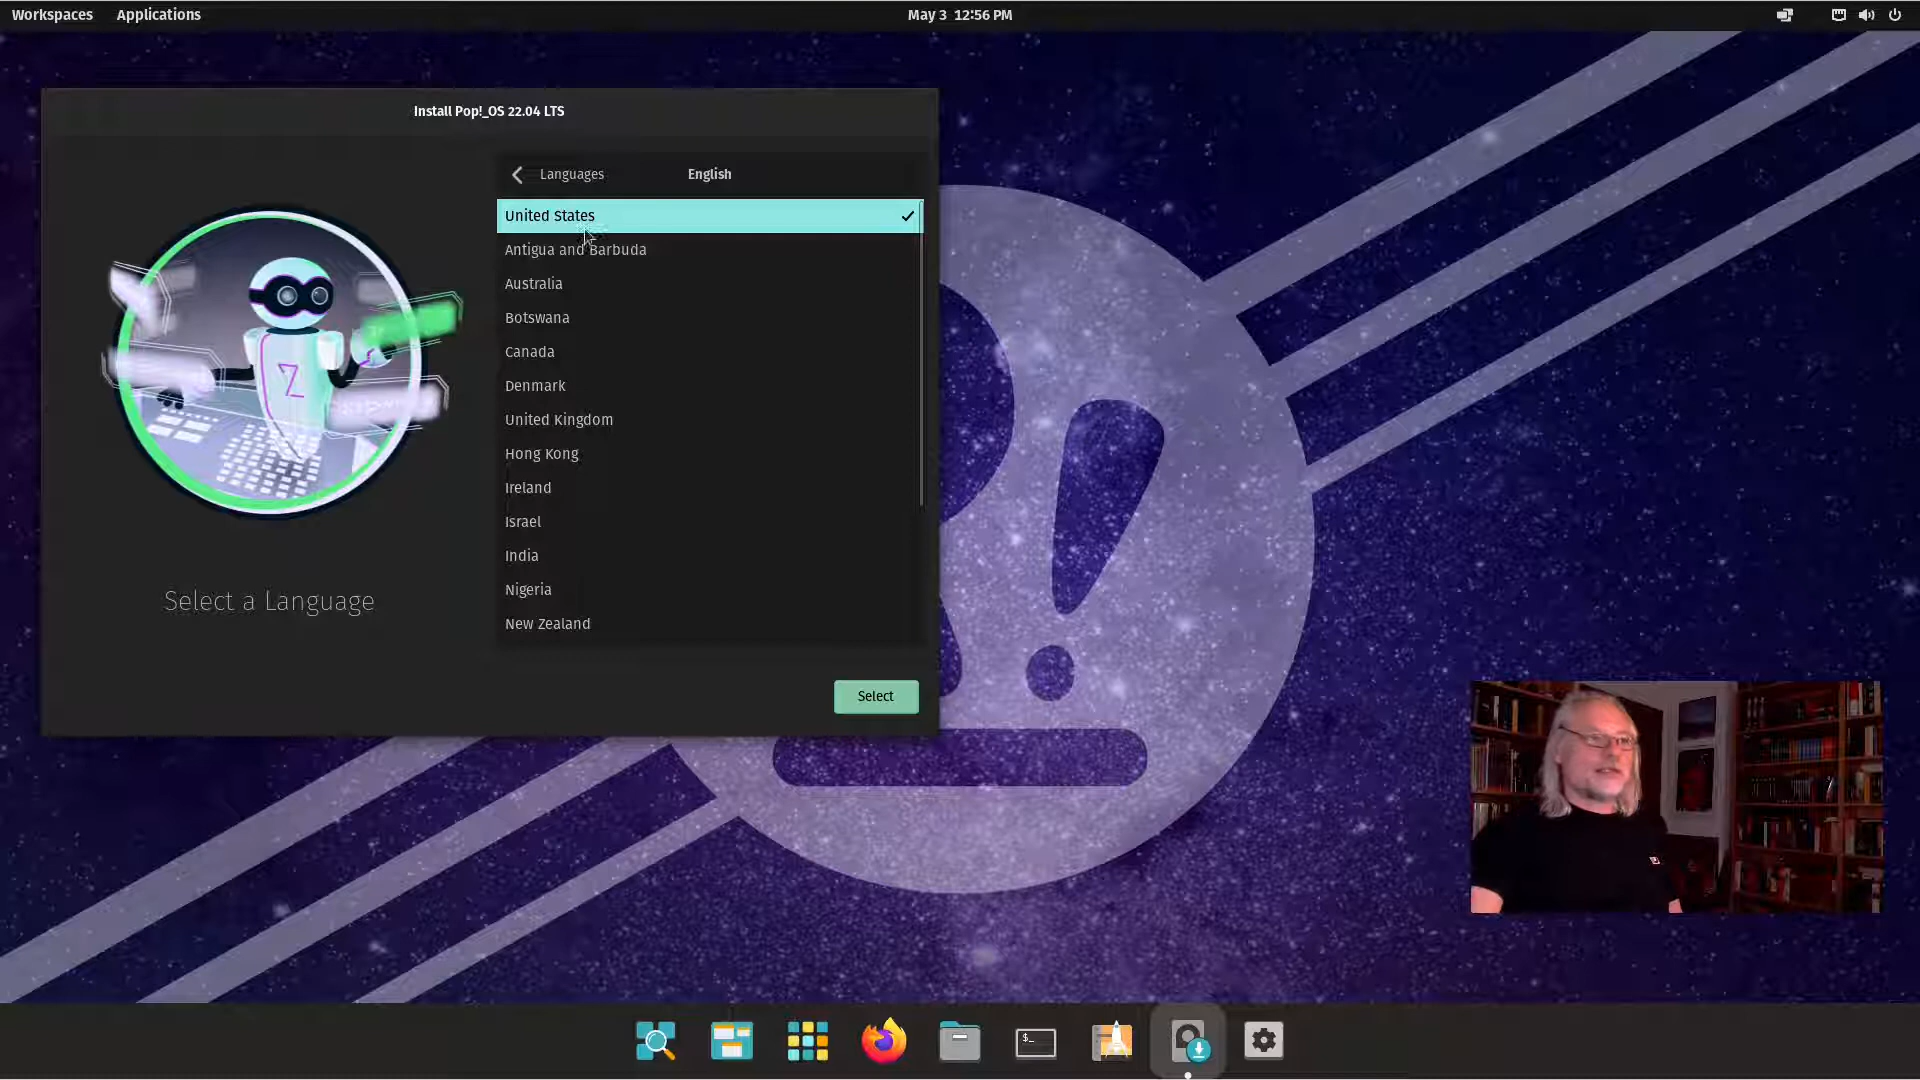 Workspaces Applications May 3 12:56 PM
Install Pop!_OS 22.04 LTS
Languages English
United States
Antigua and Barbuda
Australia
Botswana
Canada
Denmark
United Kingdom
Hong Kong
Ireland
Israel
India
Nigeria
New Zealand
Select a Language
Select
$_